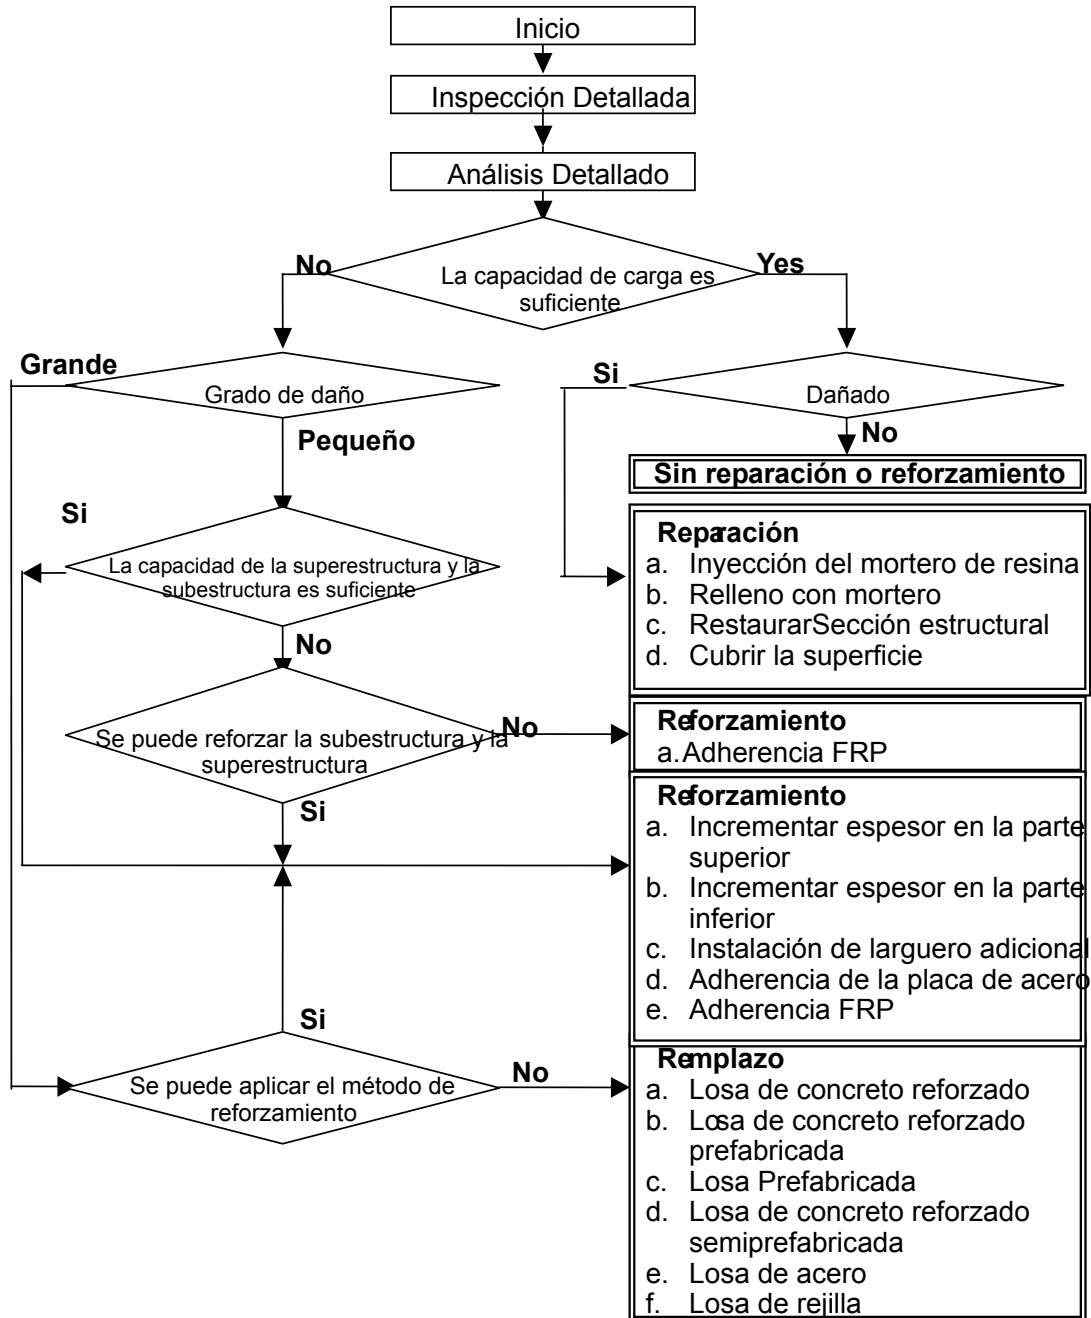 Inicio
Inspección Detallada
Análisis Detallado
No
Yes
La capacidad de carga es
suficiente
Grande
Grado de daño
Si
Dañado
Pequeño
No
Sin reparación o reforzamiento
Si
La capacidad de la superestructura y la
subestructura es suficiente
Reparación
a. Inyección del mortero de resina
b. Relleno con mortero
c. RestaurarSección estructural
d. Cubrir la superficie
No
Se puede reforzar la subestructura y la
superestructura
No
Reforzamiento
a.Adherencia FRP
Si
Reforzamiento
a. Incrementar espesor en la parte
superior
b. Incrementar espesor en la parte
inferior
c. Instalación de larguero adicional
d. Adherencia de la placa de acero
e. Adherencia FRP
Si
Se puede aplicar el método de
reforzamiento
No
Remplazo
a. Losa de concreto reforzado
b. Losa de concreto reforzado
prefabricada
c. Losa Prefabricada
d. Losa de concreto reforzado
semiprefabricada
e. Losa de acero
f. Losa de rejilla